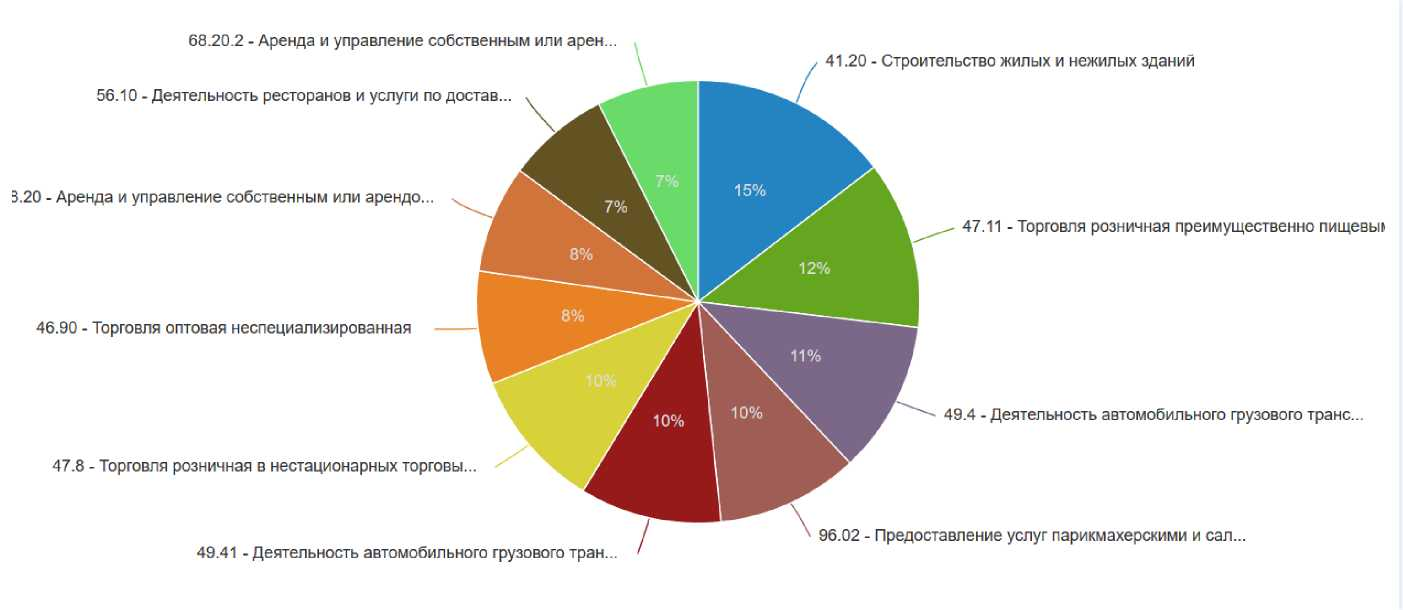 68.20.2 - Аренда и управление собственным или арен...
41.20 - Строительство жилых и нежилых зданий
56.10 - Деятельность ресторанов и услуги по достав...
7%
15%
7%
8.20 - Аренда и управление собственным или арендо...
47.11 - Торговля розничная преимущественно пищевым
8%
12%
46.90 - Торговля оптовая неспециализированная
8%
11%
10%
10%
10%
49.4 - Деятельность автомобильного грузового транс...
47.8 - Торговля розничная в нестационарных торговы...
96.02 - Предоставление услуг парикмахерскими и сал...
49.41 - Деятельность автомобильного грузового тран...